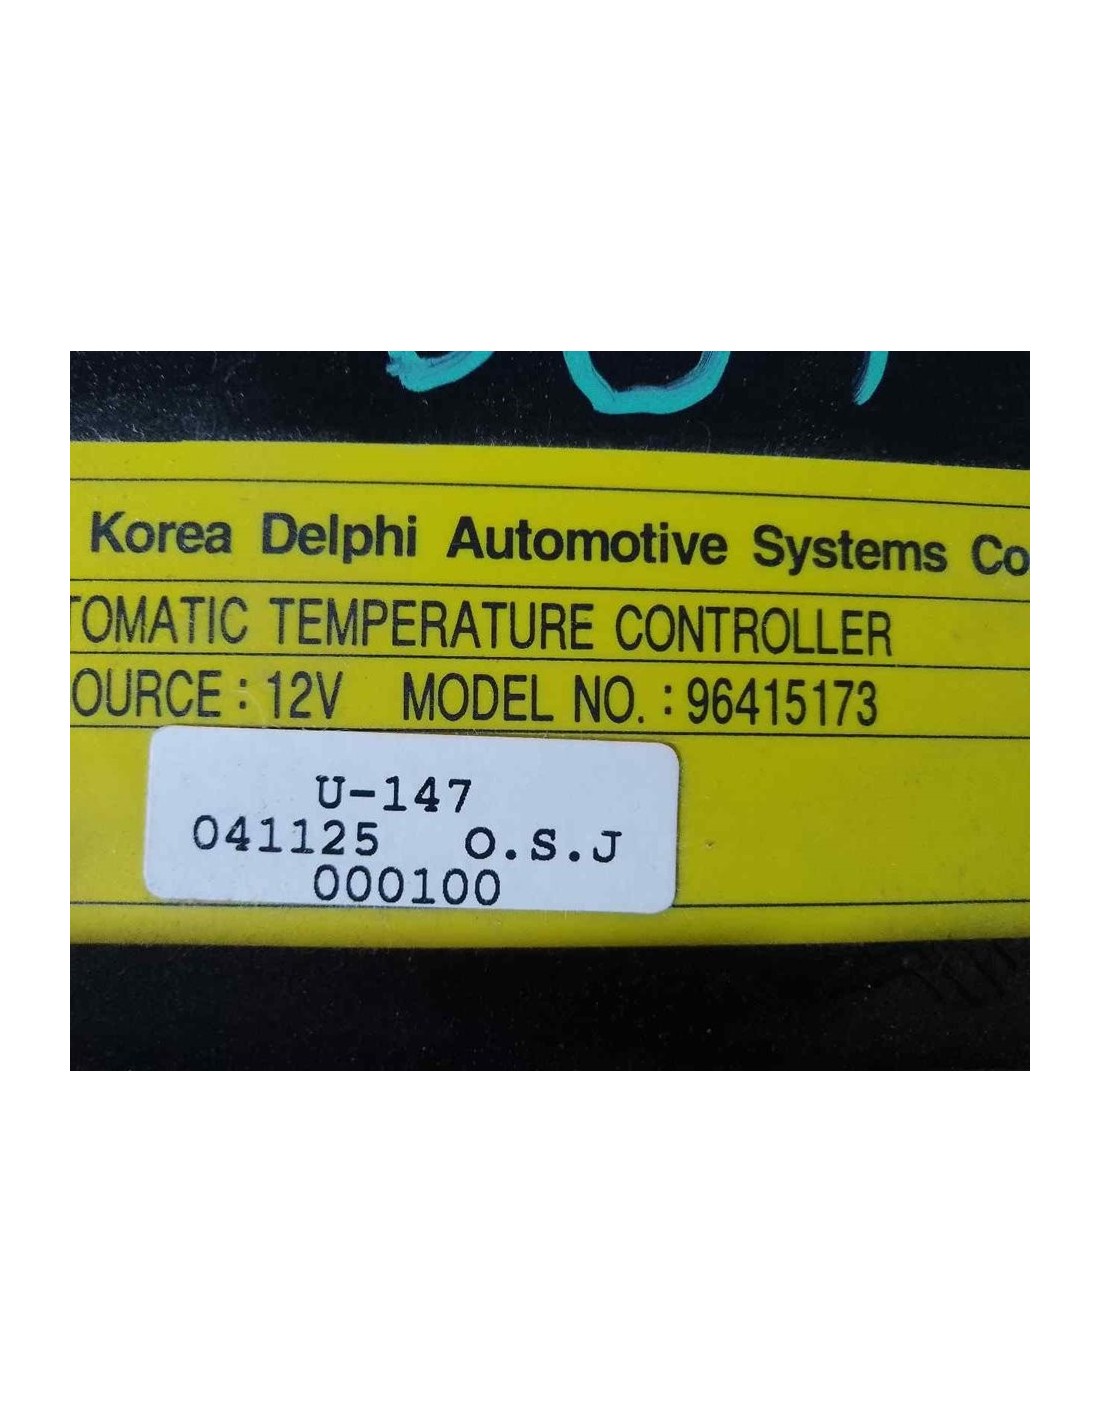 Korea Delphi Automotive Systems Co
TOMATIC TEMPERATURE CONTROLLER
OURCE : 12V MODEL NO. : 96415173
U-147
041125 O.S.J
000100